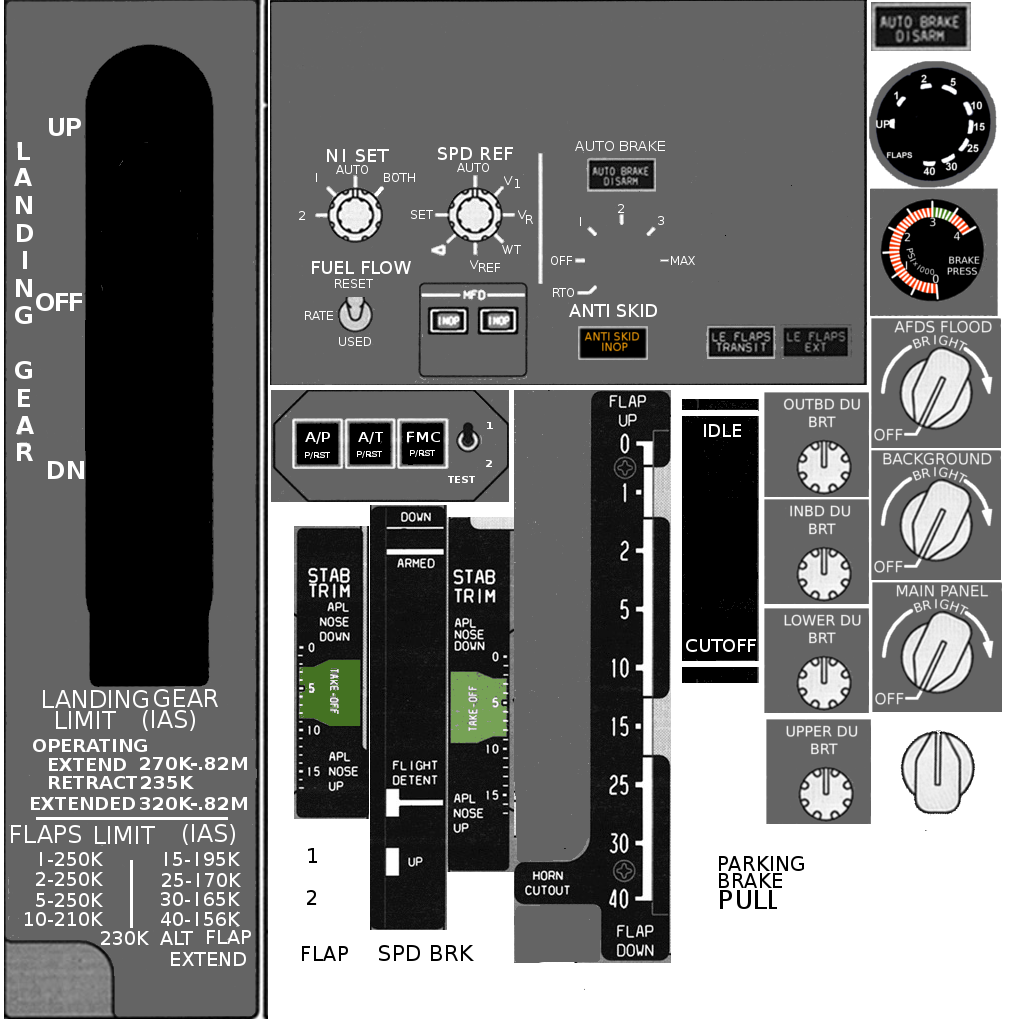 LANDING GEAR
UP
OFF
DN
LANDING GEAR
LIMIT (IAS)
OPERATING
EXTEND 270K-.82M
RETRACT 235K
EXTENDED 320K-.82M
FLAPS LIMIT (IAS)
1-250K 15-195K
2-250K 25-170K
5-250K 30-165K
10-210K 40-156K
230K ALT FLAP
EXTEND
N1 SET
AUTO
1
BOTH
2
SPD REF
AUTO
V1
SET
VR
WT
VREF
FUEL FLOW
RESET
RATE
USED
MFD
INOP INOP
AUTO BRAKE
AUTO BRAKE
DISARM
1 2 3
OFF
MAX
RTO
ANTI SKID
ANTI SKID
INOP
LE FLAPS
TRANSIT
LE FLAPS
EXT
A/P
P/RST
A/T
P/RST
FMC
P/RST
1
2
TEST
STAB
TRIM
APL
NOSE
DOWN
0
5
TAKE-OFF
10
15
APL
NOSE
UP
DOWN
ARMED
FLIGHT
DETENT
UP
STAB
TRIM
APL
NOSE
DOWN
0
5
TAKE-OFF
10
15
APL
NOSE
UP
1
2
FLAP
SPD BRK
FLAP
UP
0
1
2
5
10
15
25
30
40
HORN
CUTOUT
FLAP
DOWN
IDLE
CUTOFF
OUTBD DU
BRT
INBD DU
BRT
LOWER DU
BRT
UPPER DU
BRT
PARKING
BRAKE
PULL
AUTO BRAKE
DISARM
UP
1
2
5
10
15
25
30
40
FLAPS
0
1
2
3
4
PSI×1000
BRAKE
PRESS
AFDS FLOOD
BRIGHT
OFF
BACKGROUND
BRIGHT
OFF
MAIN PANEL
BRIGHT
OFF